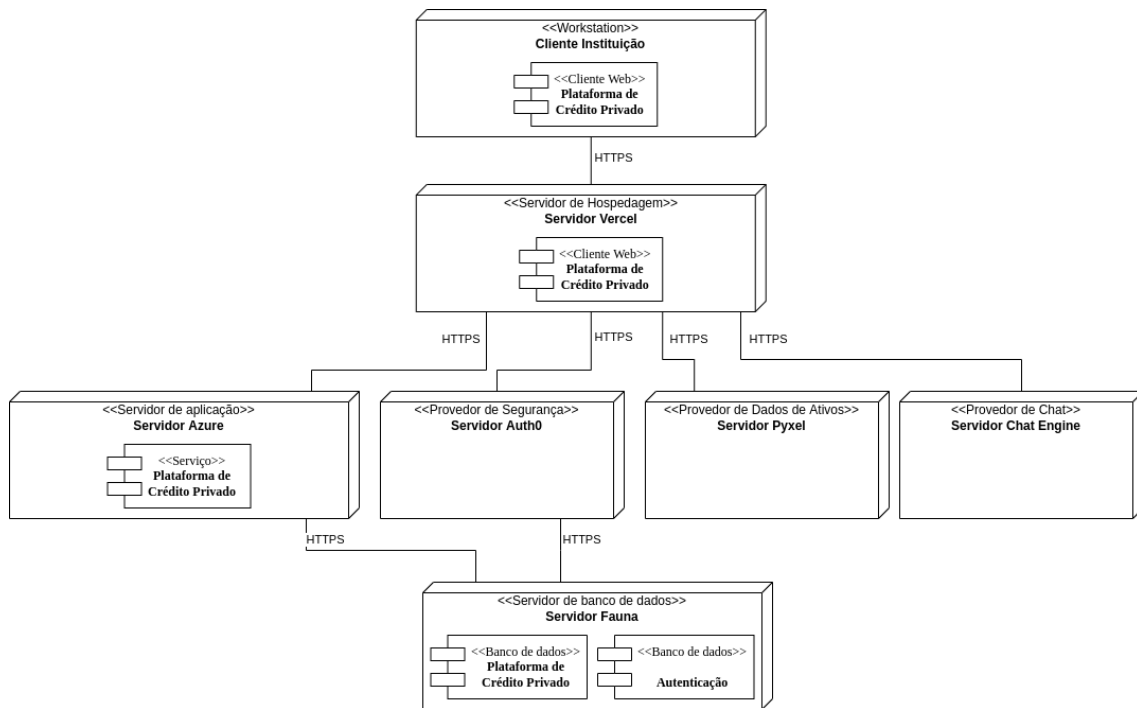 <<Workstation>>
Cliente Instituição
<<Cliente Web>>
Plataforma de
Crédito Privado
HTTPS
<<Servidor de Hospedagem>>
Servidor Vercel
<<Cliente Web>>
Plataforma de
Crédito Privado
HTTPS
HTTPS
HTTPS
HTTPS
<<Servidor de aplicação>>
Servidor Azure
<<Serviço>>
Plataforma de
Crédito Privado
<<Provedor de Segurança>>
Servidor Auth0
<<Provedor de Dados de Ativos>>
Servidor Pyxel
<<Provedor de Chat>>
Servidor Chat Engine
HTTPS
HTTPS
<<Servidor de banco de dados>>
Servidor Fauna
<<Banco de dados>>
Plataforma de
Crédito Privado
<<Banco de dados>>
Autenticação